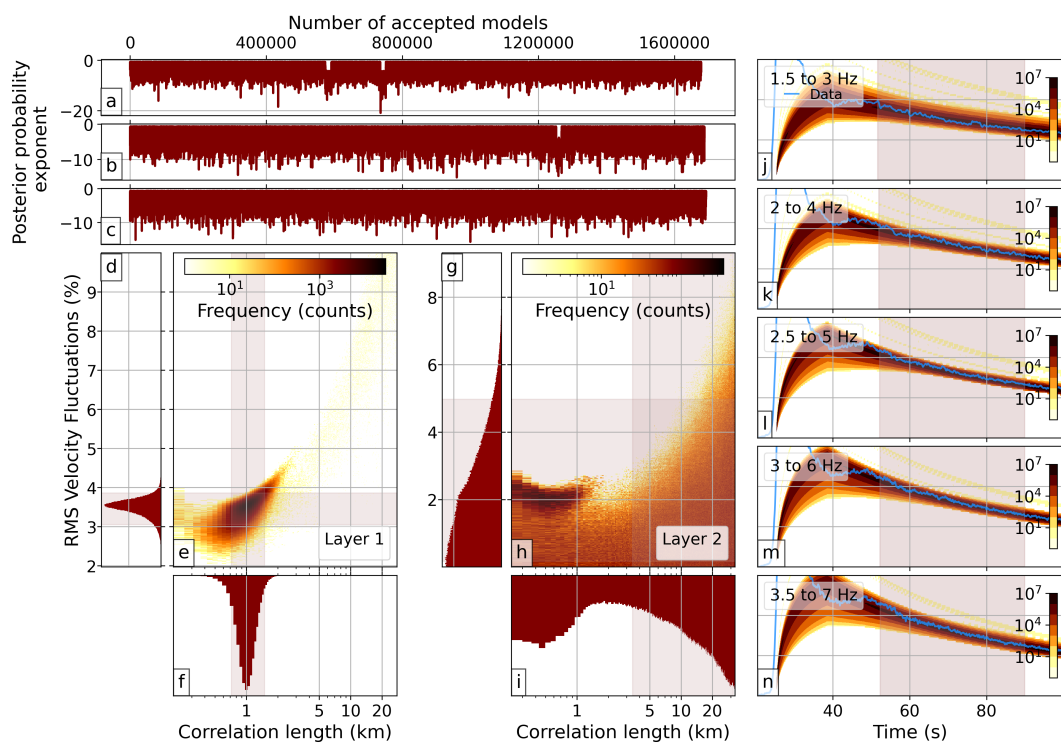 Number of accepted models
0 400000 800000 1200000 1600000
Posterior probability
exponent
0
−20
a
0
−10
b
0
−10
c
d
RMS Velocity Fluctuations (%)
9
8
7
6
5
4
3
2
10¹ 10³
Frequency (counts)
e
Layer 1
f
1 5 10 20
Correlation length (km)
g
8
6
4
2
10¹
Frequency (counts)
h
Layer 2
i
1 5 10 20
Correlation length (km)
1.5 to 3 Hz
Data
10⁷
10⁴
10¹
j
2 to 4 Hz
10⁷
10⁴
10¹
k
2.5 to 5 Hz
10⁷
10⁴
10¹
l
3 to 6 Hz
10⁷
10⁴
10¹
m
3.5 to 7 Hz
10⁷
10⁴
10¹
n
40 60 80
Time (s)